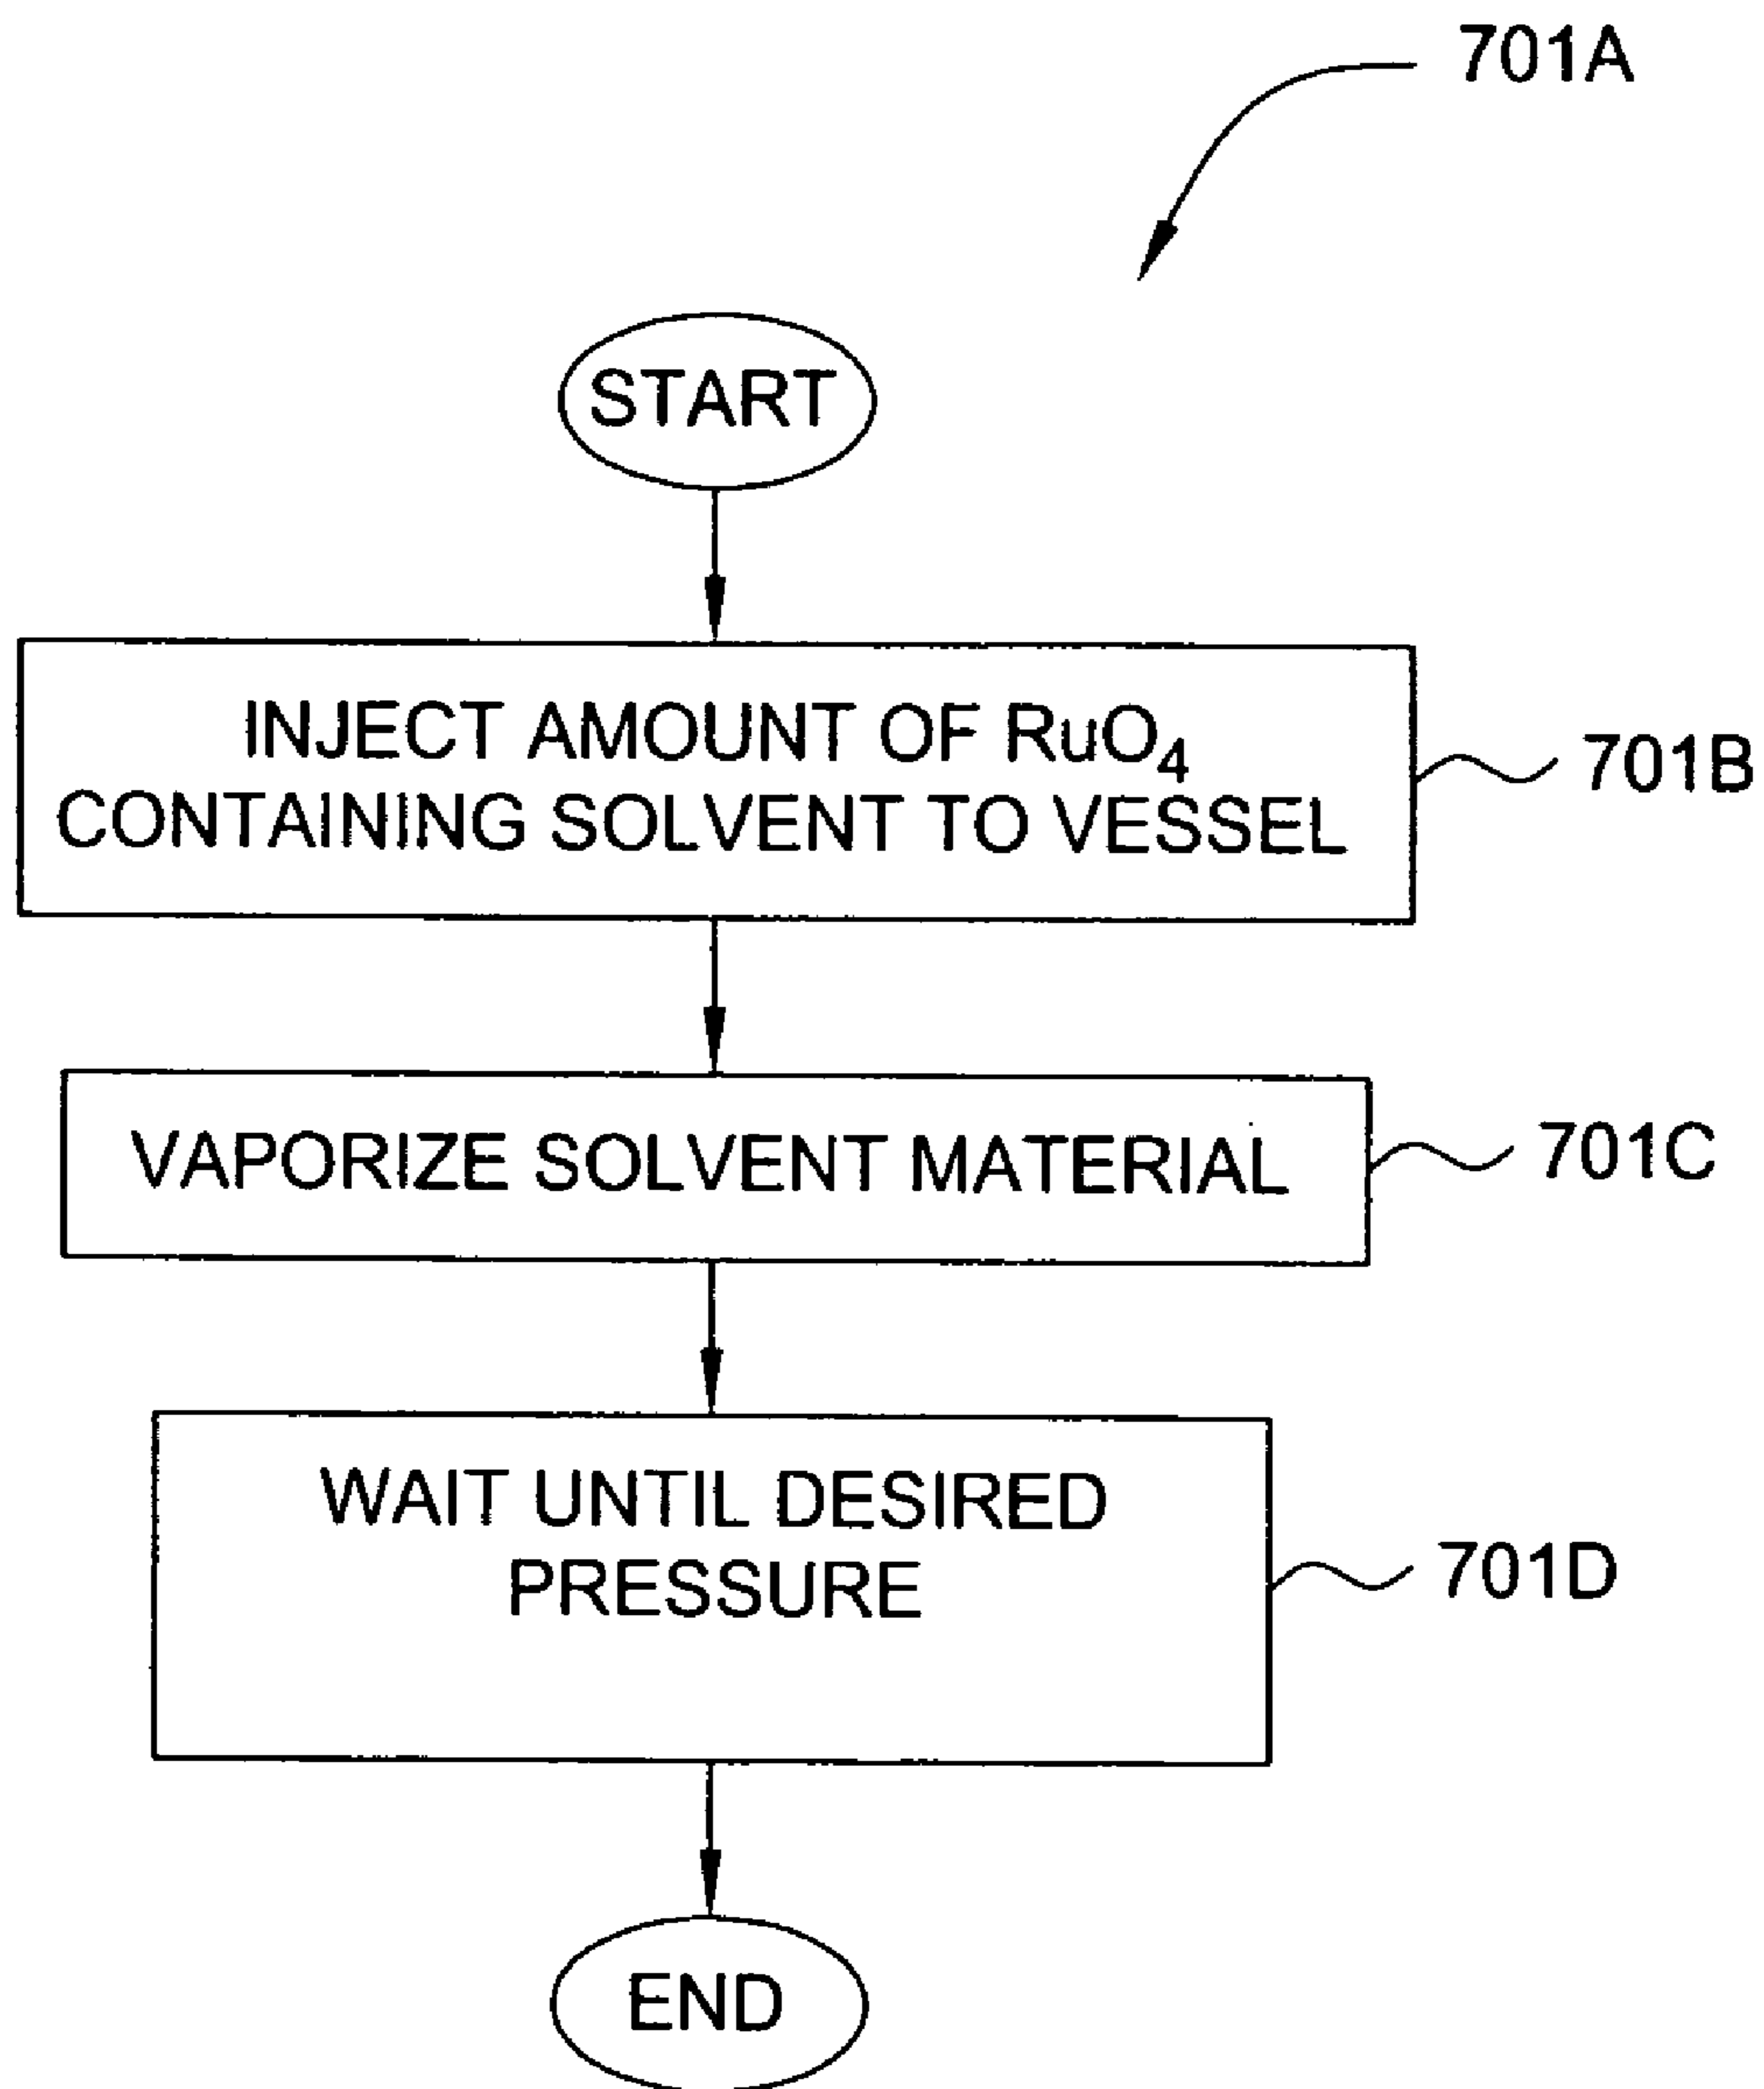 701A
START
INJECT AMOUNT OF RuO₄
CONTAINING SOLVENT TO VESSEL
701B
VAPORIZE SOLVENT MATERIAL
701C
WAIT UNTIL DESIRED
PRESSURE
701D
END